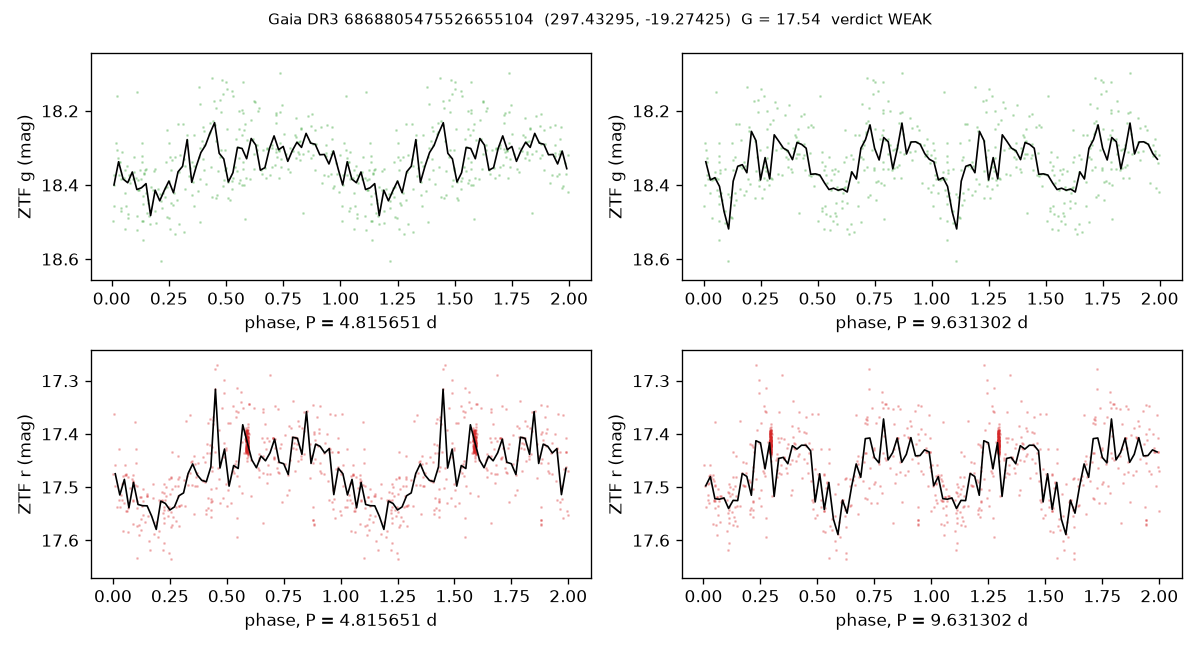 Gaia DR3 6868805475526655104 (297.43295, -19.27425) G = 17.54 verdict WEAK
ZTF g (mag)
18.2
18.4
18.6
0.00 0.25 0.50 0.75 1.00 1.25 1.50 1.75 2.00
phase, P = 4.815651 d
ZTF g (mag)
18.2
18.4
18.6
0.00 0.25 0.50 0.75 1.00 1.25 1.50 1.75 2.00
phase, P = 9.631302 d
ZTF r (mag)
17.3
17.4
17.5
17.6
0.00 0.25 0.50 0.75 1.00 1.25 1.50 1.75 2.00
phase, P = 4.815651 d
ZTF r (mag)
17.3
17.4
17.5
17.6
0.00 0.25 0.50 0.75 1.00 1.25 1.50 1.75 2.00
phase, P = 9.631302 d